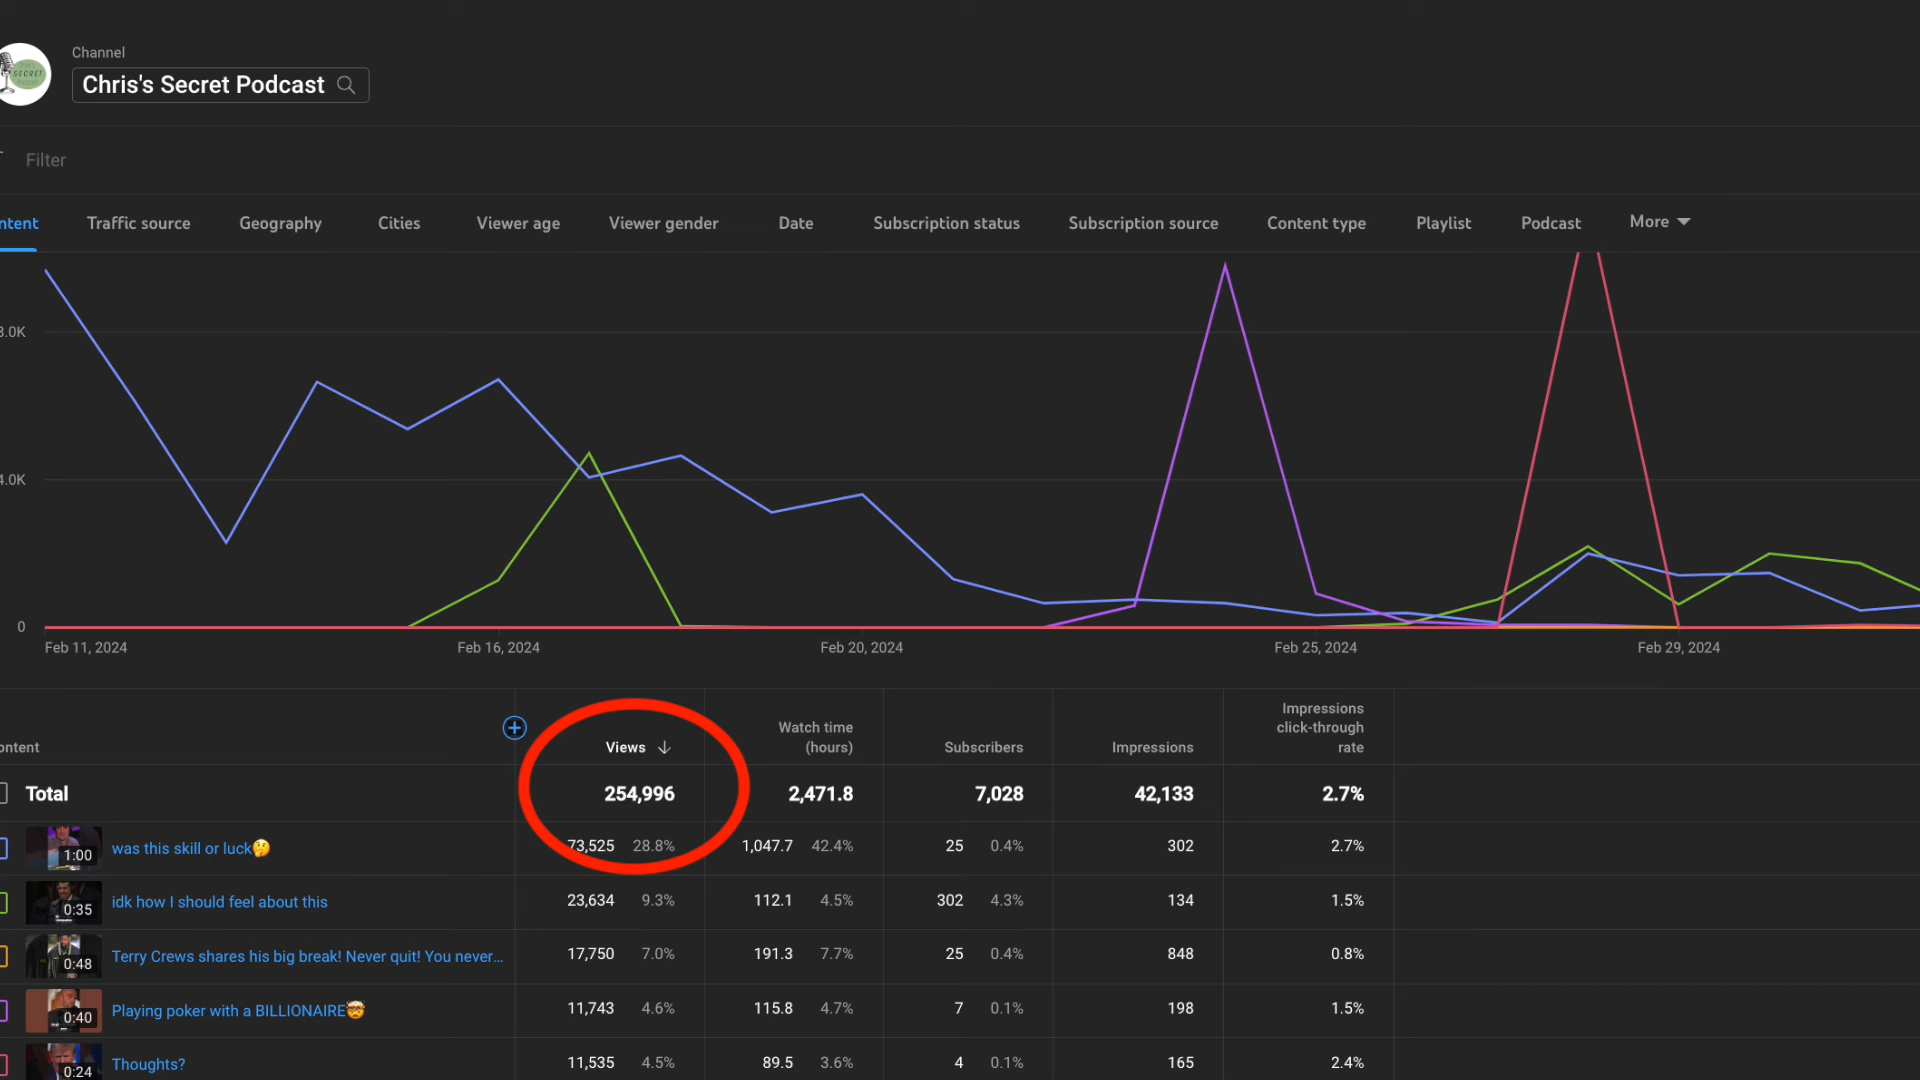 Channel
SECRET
Chris's Secret Podcast
Filter
ntent Traffic source Geography Cities Viewer age Viewer gender Date Subscription status Subscription source Content type Playlist Podcast More
8.0K
4.0K
0
Feb 11, 2024 Feb 16, 2024 Feb 20, 2024 Feb 25, 2024 Feb 29, 2024
ontent Views ↓ Watch time (hours) Subscribers Impressions Impressions click-through rate
Total 254,996 2,471.8 7,028 42,133 2.7%
1:00 was this skill or luck🤔 73,525 28.8% 1,047.7 42.4% 25 0.4% 302 2.7%
0:35 idk how I should feel about this 23,634 9.3% 112.1 4.5% 302 4.3% 134 1.5%
0:48 Terry Crews shares his big break! Never quit! You never... 17,750 7.0% 191.3 7.7% 25 0.4% 848 0.8%
0:40 Playing poker with a BILLIONAIRE🤯 11,743 4.6% 115.8 4.7% 7 0.1% 198 1.5%
0:24 Thoughts? 11,535 4.5% 89.5 3.6% 4 0.1% 165 2.4%